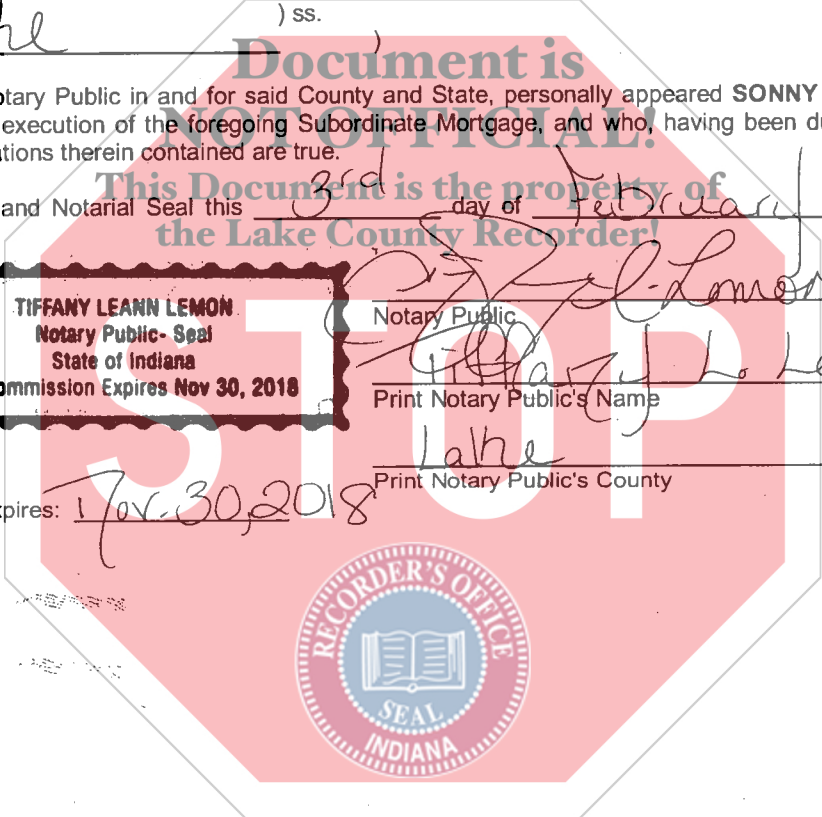 ) ss.
)
Document is
otary Public in and for said County and State, personally appeared SONNY
NOT OFFICIAL!
execution of the foregoing Subordinate Mortgage, and who, having been du
ations therein contained are true.
This Document is the property of
and Notarial Seal this 3rd day of February
the Lake County Recorder!
TIFFANY LEANN LEMON
Notary Public- Seal
State of Indiana
ommission Expires Nov 30, 2018
L. Lemon
Notary Public
Tiffany L. Le
Print Notary Public's Name
Lake
Print Notary Public's County
STOP
xpires: Nov. 30, 2018
RECORDER'S OFFICE
SEAL
INDIANA